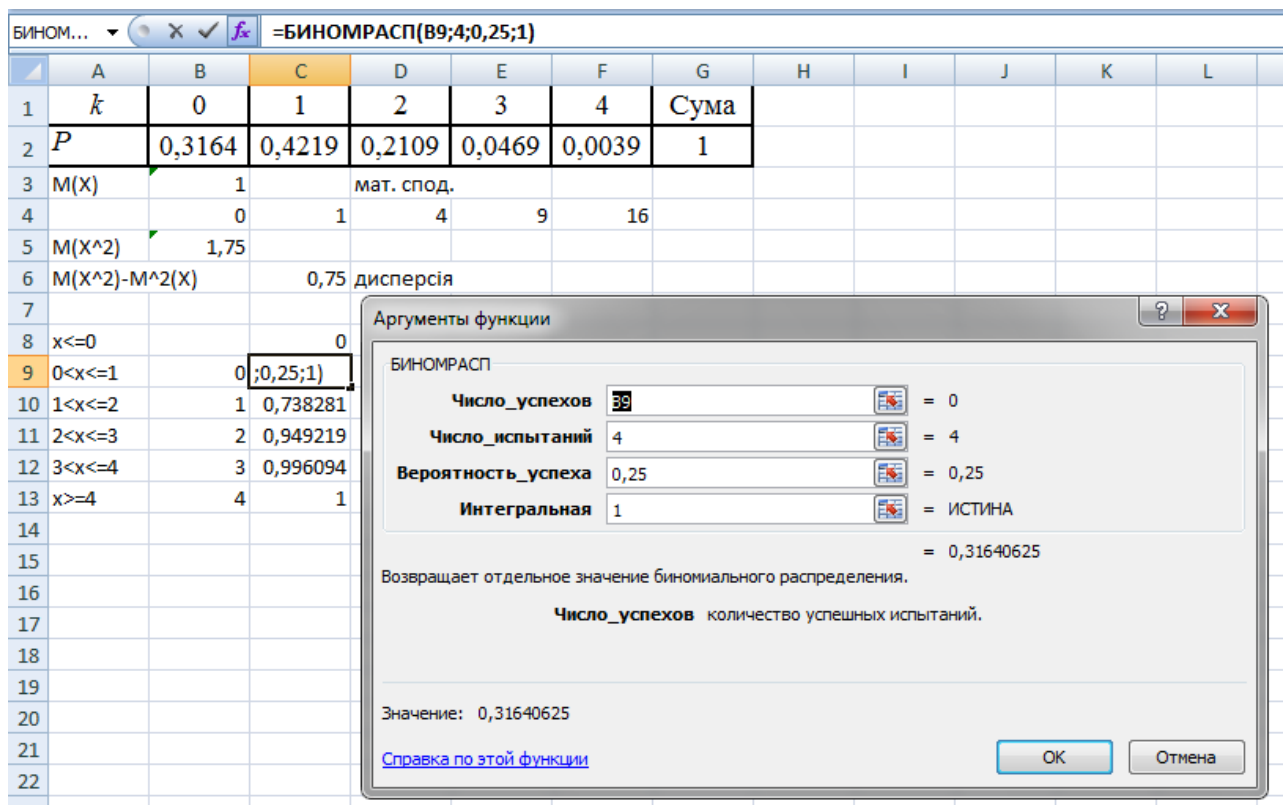 БИНОМ... fx =БИНОМРАСП(B9;4;0,25;1)
A B C D E F G H I J K L
1 k 0 1 2 3 4 Сума
2 P 0,3164 0,4219 0,2109 0,0469 0,0039 1
3 M(X) 1 мат. спод.
4 0 1 4 9 16
5 M(X^2) 1,75
6 M(X^2)-M^2(X) 0,75 дисперсія
7
8 x<=0 0
9 0<x<=1 0 ;0,25;1)
10 1<x<=2 1 0,738281
11 2<x<=3 2 0,949219
12 3<x<=4 3 0,996094
13 x>=4 4 1
14
15
16
17
18
19
20
21
22
Аргументы функции
БИНОМРАСП
Число_успехов B9 = 0
Число_испытаний 4 = 4
Вероятность_успеха 0,25 = 0,25
Интегральная 1 = ИСТИНА
= 0,31640625
Возвращает отдельное значение биномиального распределения.
Число_успехов количество успешных испытаний.
Значение: 0,31640625
Справка по этой функции
ОК Отмена